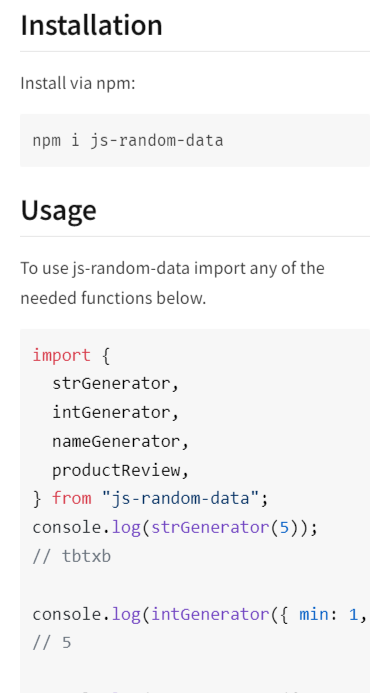 Installation
Install via npm:
npm i js-random-data
Usage
To use js-random-data import any of the
needed functions below.
import {
  strGenerator,
  intGenerator,
  nameGenerator,
  productReview,
} from "js-random-data";
console.log(strGenerator(5));
// tbtxb

console.log(intGenerator({ min: 1,
// 5